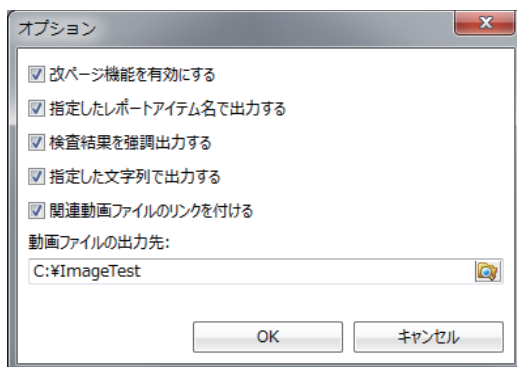 オプション
改ページ機能を有効にする
指定したレポートアイテム名で出力する
検査結果を強調出力する
指定した文字列で出力する
関連動画ファイルのリンクを付ける
動画ファイルの出力先:
C:¥ImageTest
OK
キャンセル